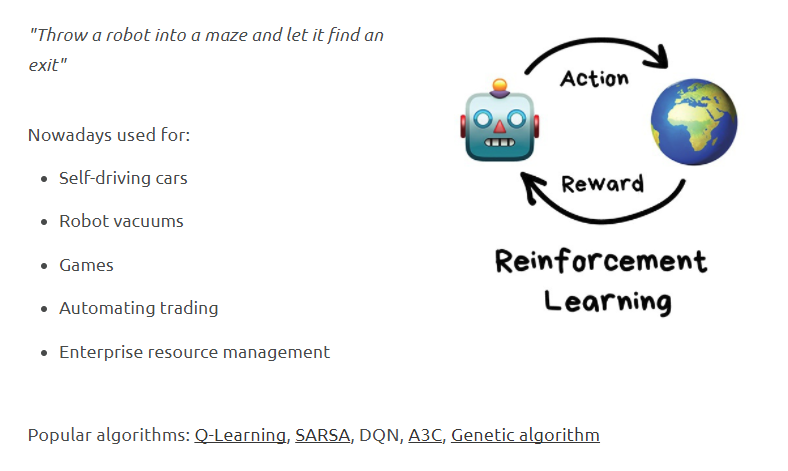 "Throw a robot into a maze and let it find an
exit"
Nowadays used for:
• Self-driving cars
• Robot vacuums
• Games
• Automating trading
• Enterprise resource management
Popular algorithms: Q-Learning, SARSA, DQN, A3C, Genetic algorithm
Action
Reward
Reinforcement
Learning